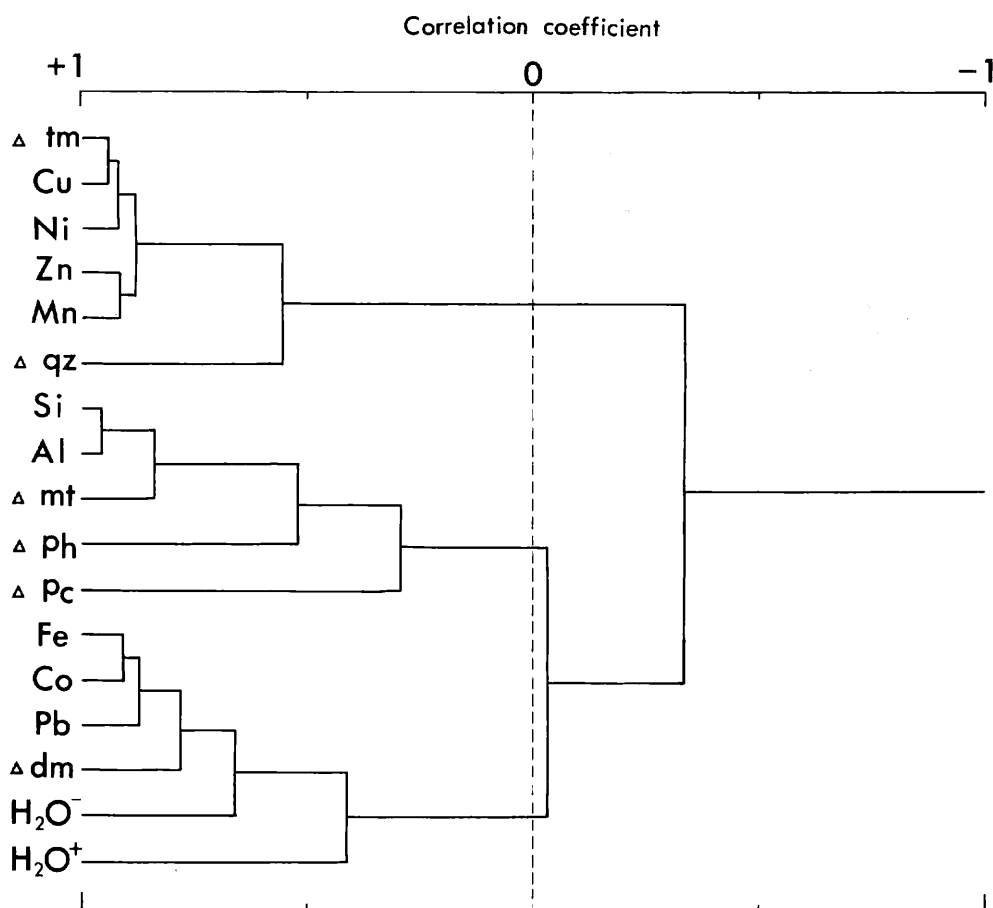 Correlation coefficient
+1 0 −1
△ tm
Cu
Ni
Zn
Mn
△ qz
Si
Al
△ mt
△ ph
△ pc
Fe
Co
Pb
△ dm
H₂O⁻
H₂O⁺